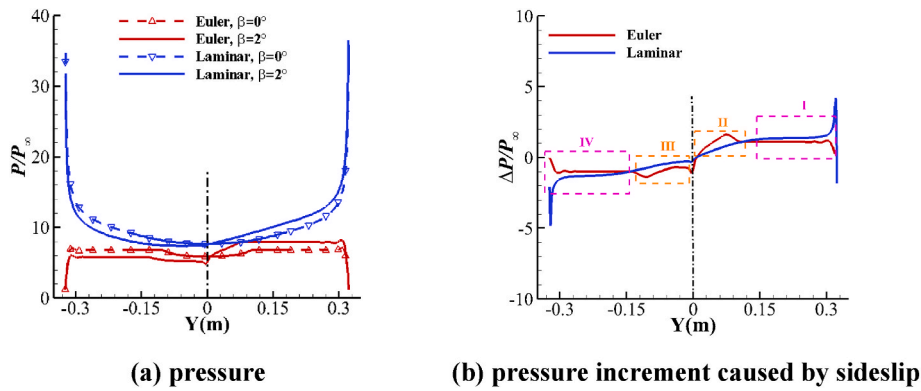 40
30
20
10
0
P/P∞
Euler, β=0°
Euler, β=2°
Laminar, β=0°
Laminar, β=2°
-0.3
-0.15
0
0.15
0.3
Y(m)
(a) pressure
10
5
0
-5
-10
ΔP/P∞
Euler
Laminar
I
II
III
IV
-0.3
-0.15
0
0.15
0.3
Y(m)
(b) pressure increment caused by sideslip